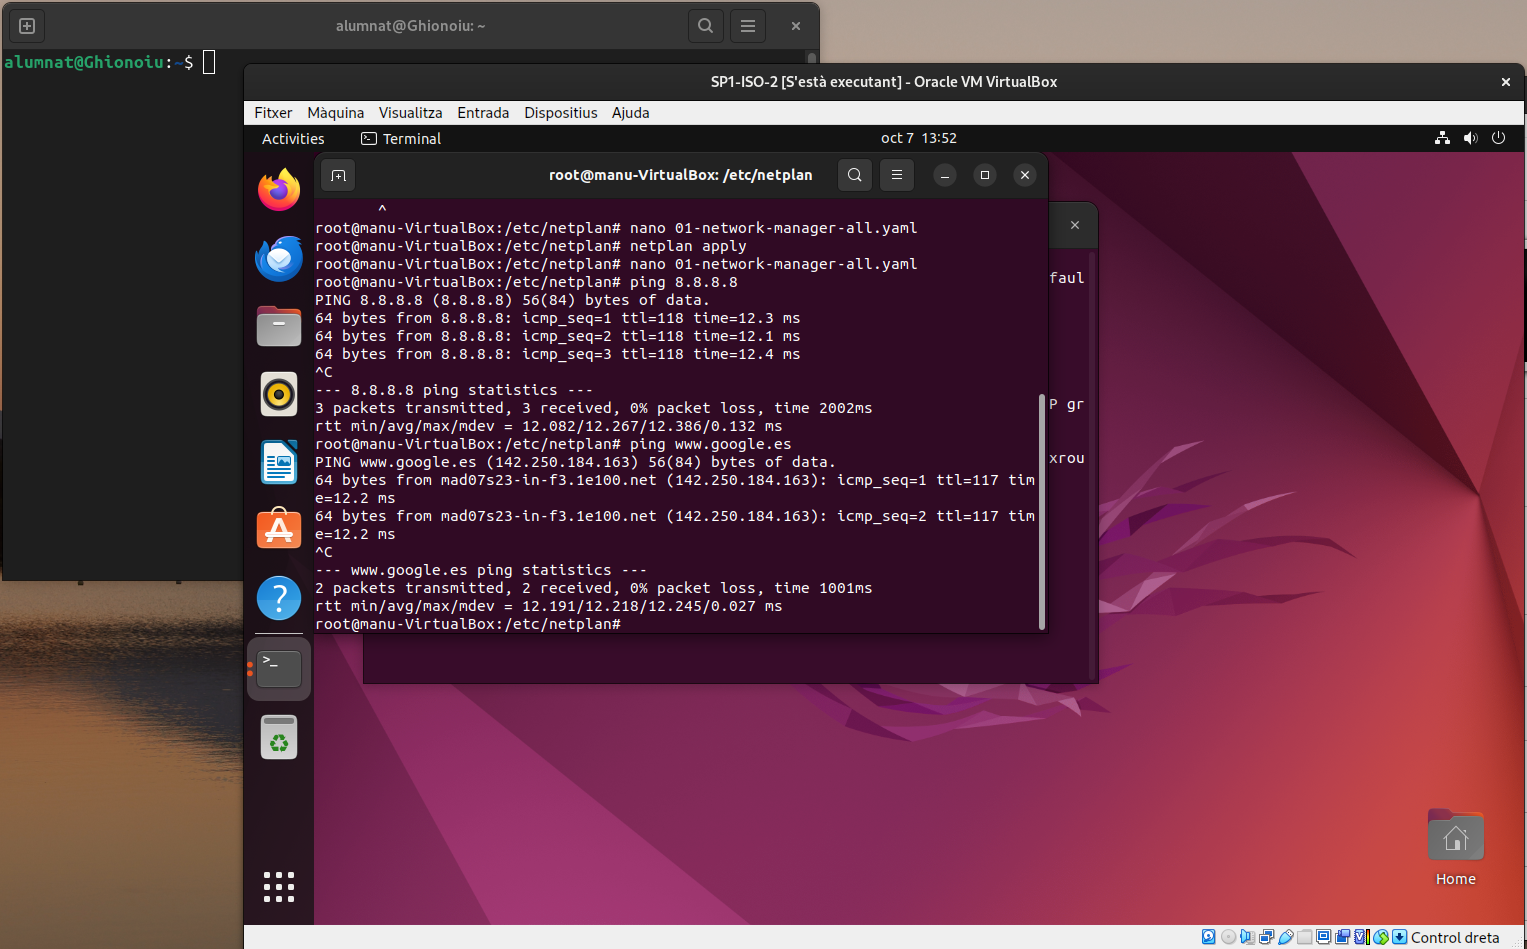 alumnat@Ghionoiu: ~
alumnat@Ghionoiu:~$
SP1-ISO-2 [S'està executant] - Oracle VM VirtualBox
Fitxer Màquina Visualitza Entrada Dispositius Ajuda
Activities Terminal oct 7 13:52
root@manu-VirtualBox: /etc/netplan
^
root@manu-VirtualBox:/etc/netplan# nano 01-network-manager-all.yaml
root@manu-VirtualBox:/etc/netplan# netplan apply
root@manu-VirtualBox:/etc/netplan# nano 01-network-manager-all.yaml
root@manu-VirtualBox:/etc/netplan# ping 8.8.8.8
PING 8.8.8.8 (8.8.8.8) 56(84) bytes of data.
64 bytes from 8.8.8.8: icmp_seq=1 ttl=118 time=12.3 ms
64 bytes from 8.8.8.8: icmp_seq=2 ttl=118 time=12.1 ms
64 bytes from 8.8.8.8: icmp_seq=3 ttl=118 time=12.4 ms
^C
--- 8.8.8.8 ping statistics ---
3 packets transmitted, 3 received, 0% packet loss, time 2002ms
rtt min/avg/max/mdev = 12.082/12.267/12.386/0.132 ms
root@manu-VirtualBox:/etc/netplan# ping www.google.es
PING www.google.es (142.250.184.163) 56(84) bytes of data.
64 bytes from mad07s23-in-f3.1e100.net (142.250.184.163): icmp_seq=1 ttl=117 tim
e=12.2 ms
64 bytes from mad07s23-in-f3.1e100.net (142.250.184.163): icmp_seq=2 ttl=117 tim
e=12.2 ms
^C
--- www.google.es ping statistics ---
2 packets transmitted, 2 received, 0% packet loss, time 1001ms
rtt min/avg/max/mdev = 12.191/12.218/12.245/0.027 ms
root@manu-VirtualBox:/etc/netplan#
faul
P gr
xrou
Home
Control dreta